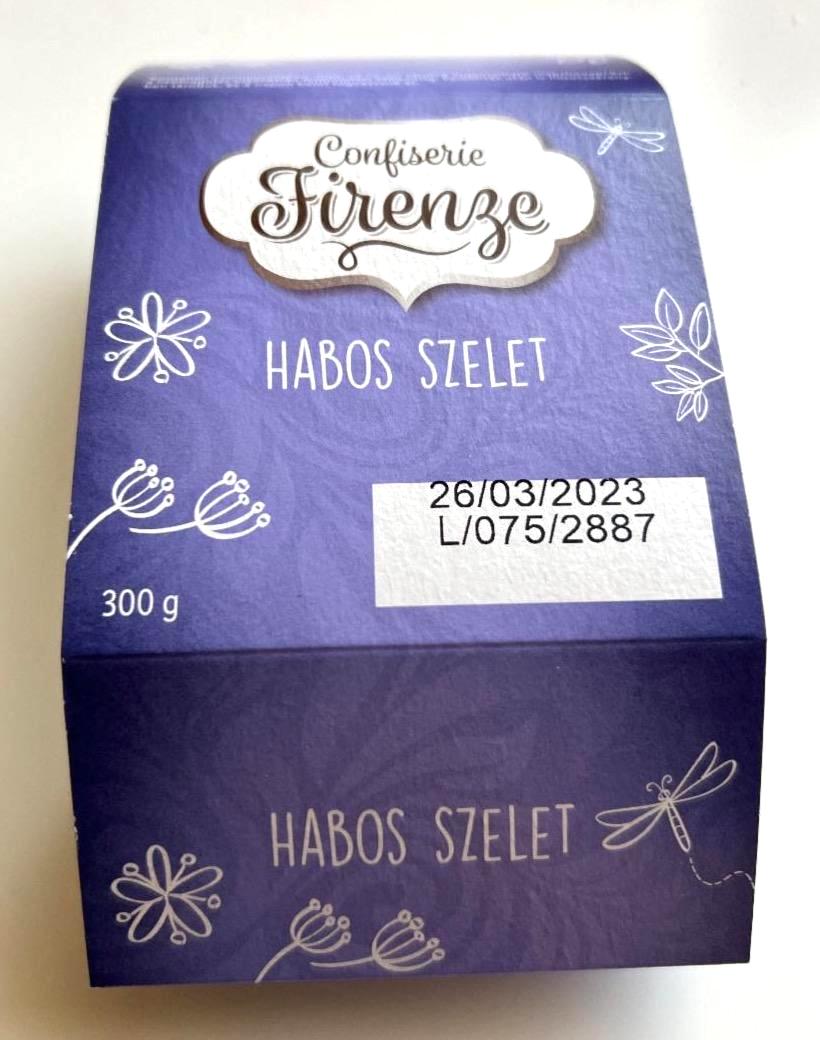 Confiserie
Firenze
HABOS SZELET
26/03/2023
L/075/2887
300 g
HABOS SZELET